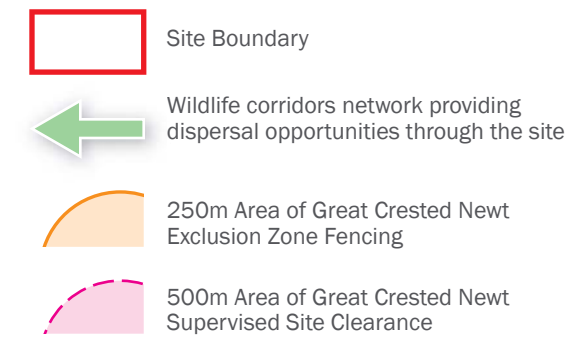 Site Boundary
Wildlife corridors network providing
dispersal opportunities through the site
250m Area of Great Crested Newt
Exclusion Zone Fencing
500m Area of Great Crested Newt
Supervised Site Clearance